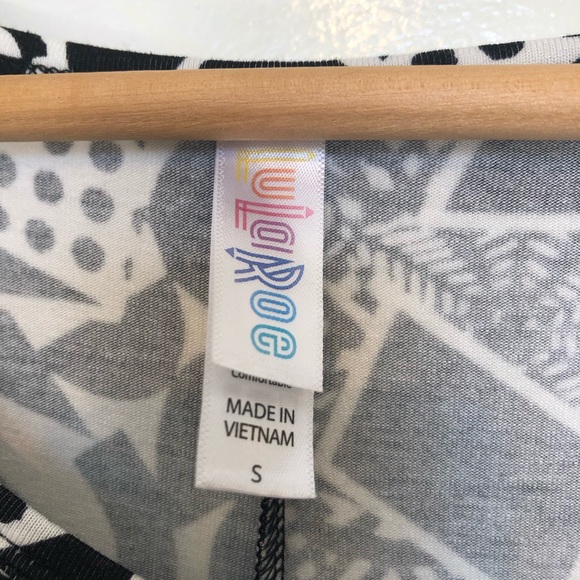 LuLaRoe
Comfortable
MADE IN
VIETNAM
S